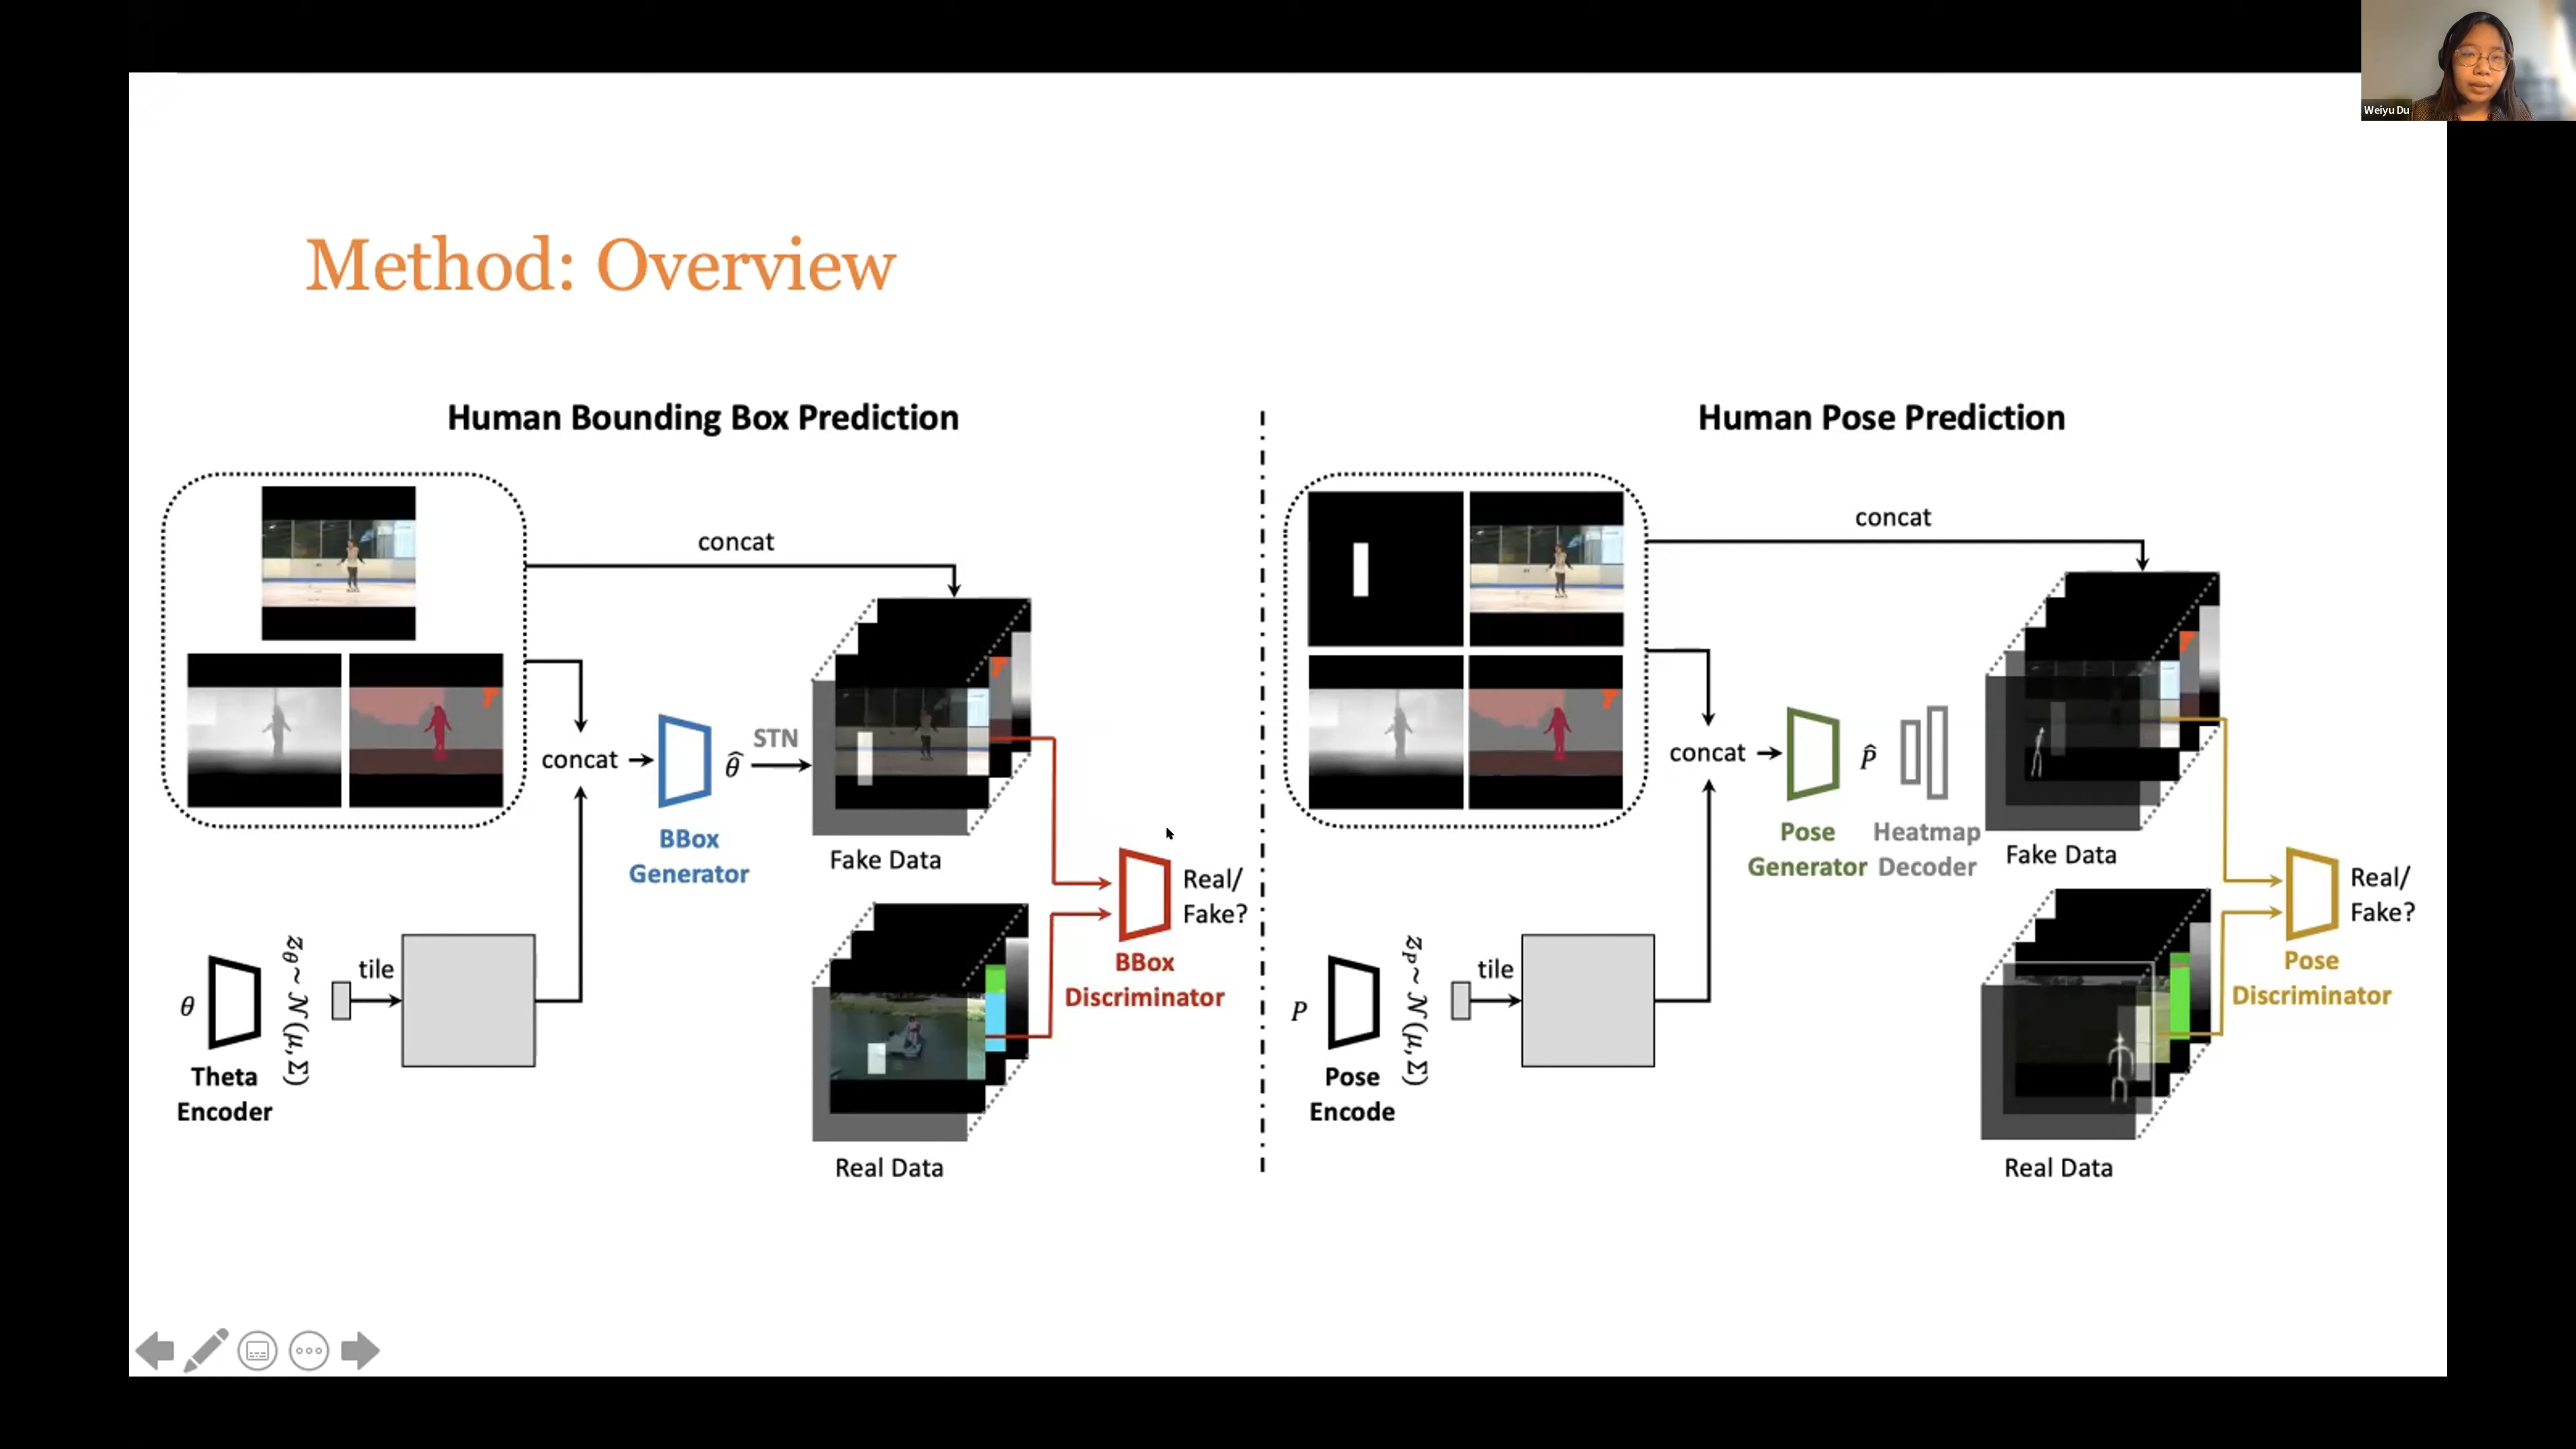 Weiyu Du
Method: Overview
Human Bounding Box Prediction
concat
concat
STN
θ̂
BBox
Generator
Fake Data
Real/
Fake?
BBox
Discriminator
Real Data
θ
Theta
Encoder
z_θ ~ 𝒩(μ,Σ)
tile
Human Pose Prediction
concat
concat
P̂
Pose
Generator
Heatmap
Decoder
Fake Data
Real/
Fake?
Pose
Discriminator
Real Data
P
Pose
Encode
z_P ~ 𝒩(μ,Σ)
tile